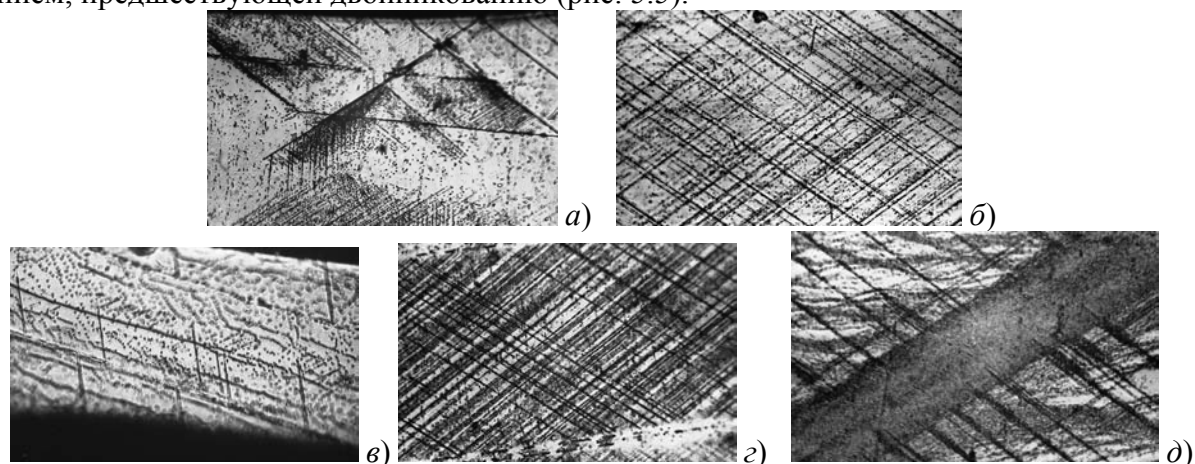 нием, предшествующей двойникованию (рис. 5.5).
а) б)
в) г) д)